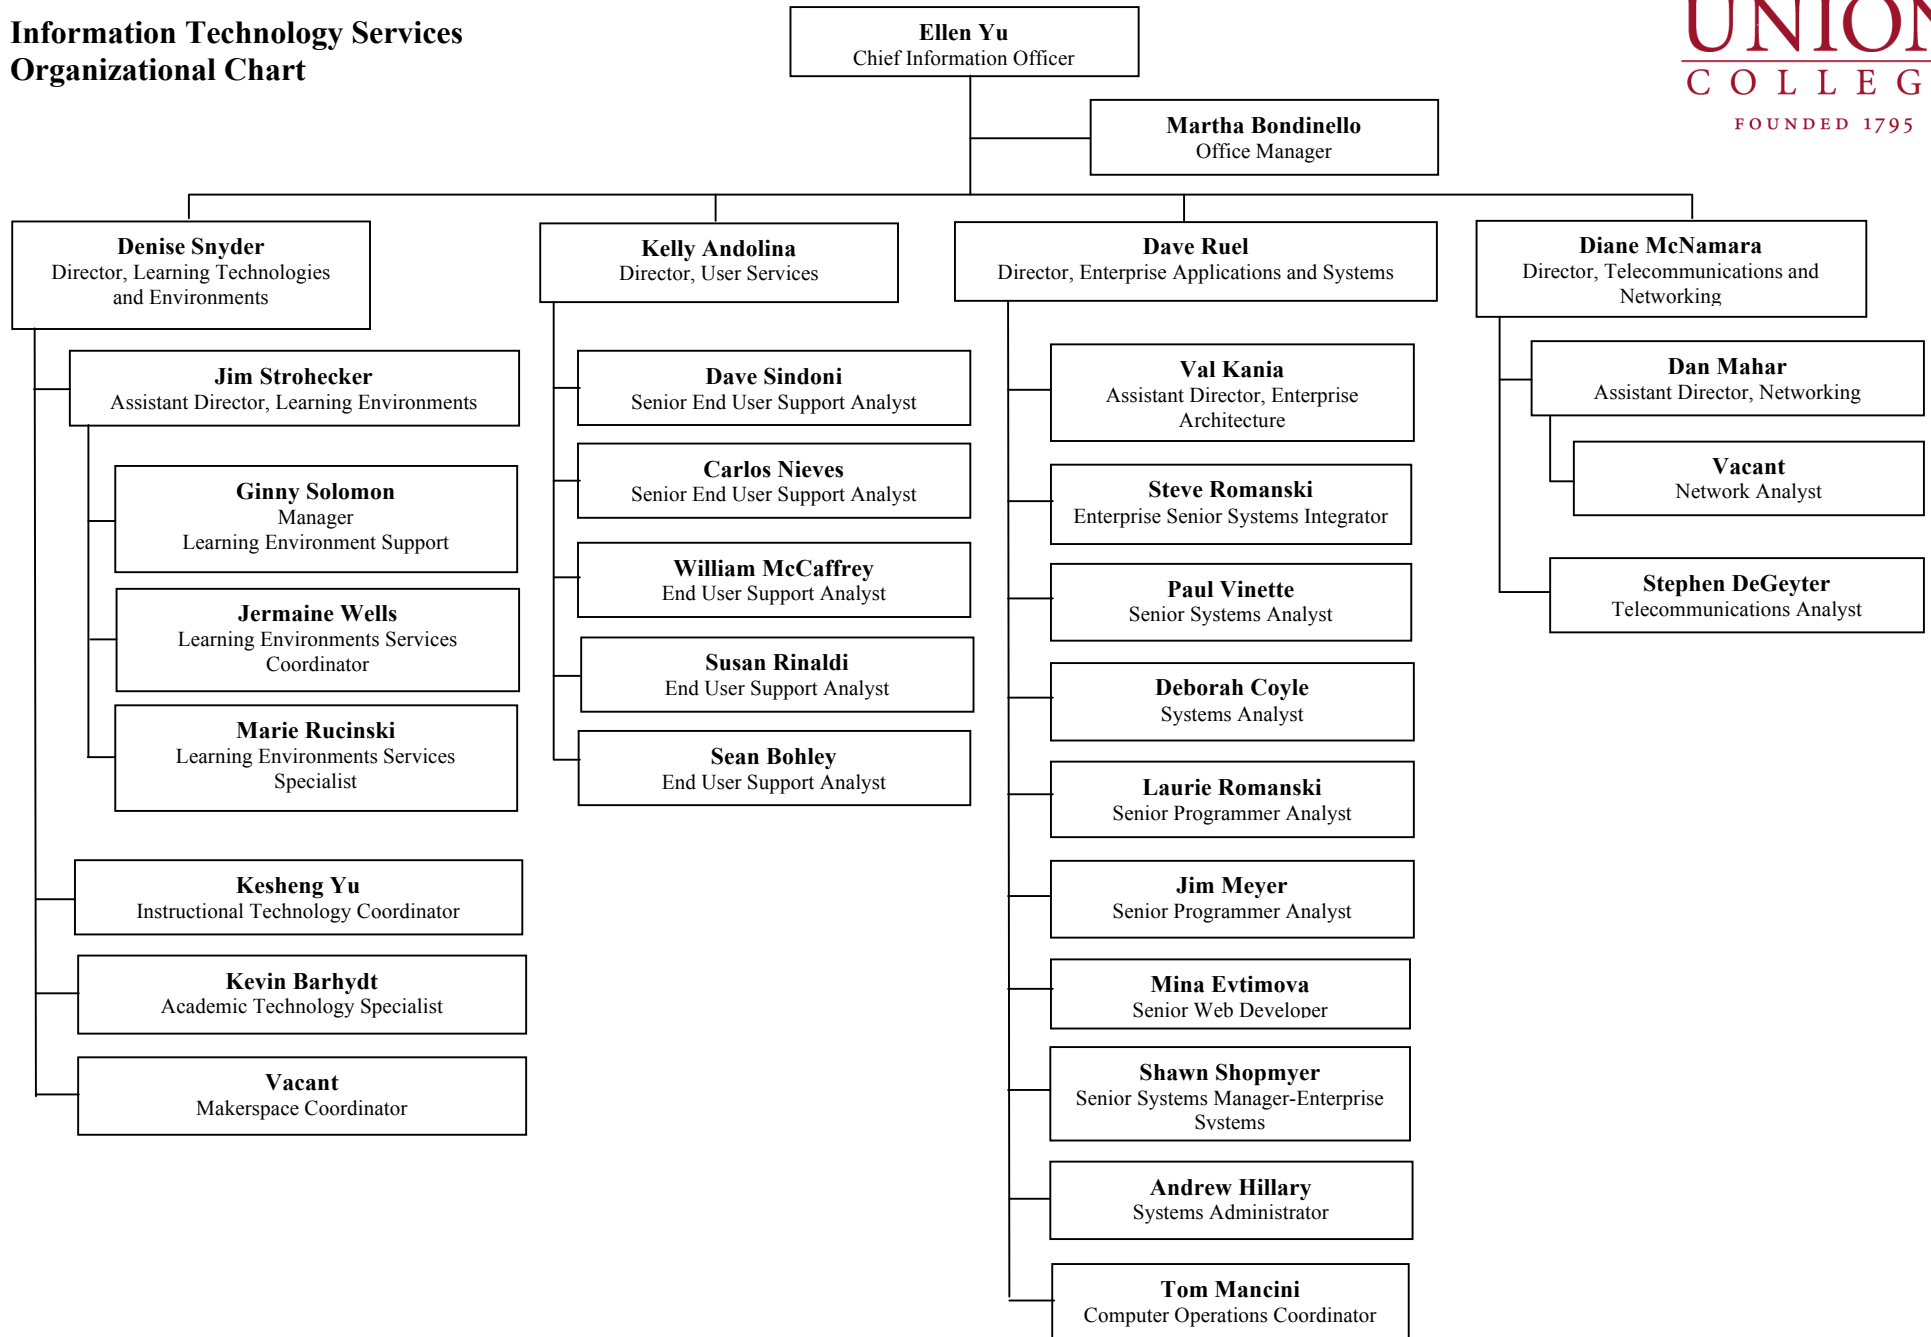 Information Technology Services
Organizational Chart
Ellen Yu
Chief Information Officer
UNION
COLLEG
FOUNDED 1795
Martha Bondinello
Office Manager
Denise Snyder
Director, Learning Technologies
and Environments
Jim Strohecker
Assistant Director, Learning Environments
Ginny Solomon
Manager
Learning Environment Support
Jermaine Wells
Learning Environments Services
Coordinator
Marie Rucinski
Learning Environments Services
Specialist
Kesheng Yu
Instructional Technology Coordinator
Kevin Barhydt
Academic Technology Specialist
Vacant
Makerspace Coordinator
Kelly Andolina
Director, User Services
Dave Sindoni
Senior End User Support Analyst
Carlos Nieves
Senior End User Support Analyst
William McCaffrey
End User Support Analyst
Susan Rinaldi
End User Support Analyst
Sean Bohley
End User Support Analyst
Dave Ruel
Director, Enterprise Applications and Systems
Val Kania
Assistant Director, Enterprise
Architecture
Steve Romanski
Enterprise Senior Systems Integrator
Paul Vinette
Senior Systems Analyst
Deborah Coyle
Systems Analyst
Laurie Romanski
Senior Programmer Analyst
Jim Meyer
Senior Programmer Analyst
Mina Evtimova
Senior Web Developer
Shawn Shopmyer
Senior Systems Manager-Enterprise
Systems
Andrew Hillary
Systems Administrator
Tom Mancini
Computer Operations Coordinator
Diane McNamara
Director, Telecommunications and
Networking
Dan Mahar
Assistant Director, Networking
Vacant
Network Analyst
Stephen DeGeyter
Telecommunications Analyst